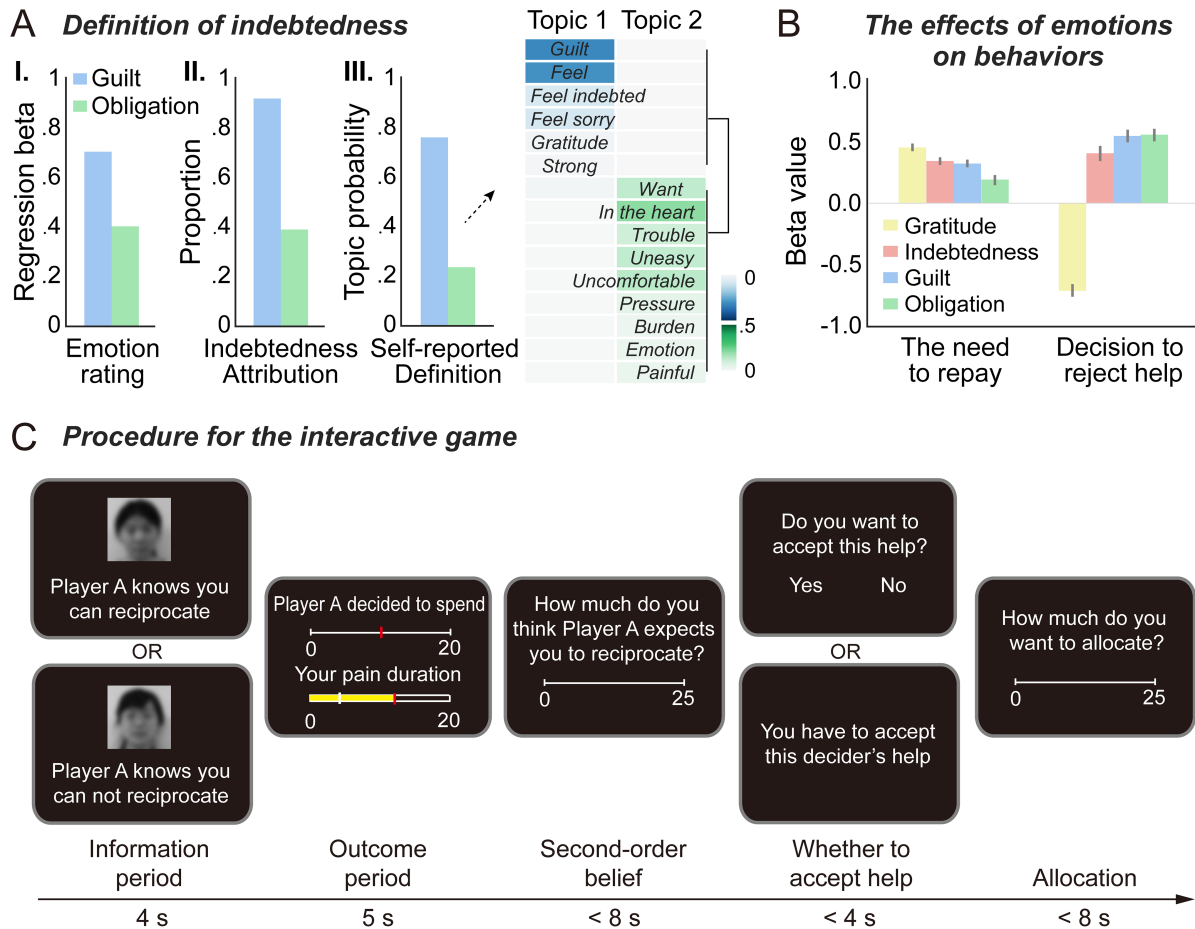 A Definition of indebtedness
I.
Guilt
Obligation
Regression beta
1
.8
.6
.4
.2
0
Emotion
rating
II.
Proportion
1
.8
.6
.4
.2
0
Indebtedness
Attribution
III.
Topic probability
1
.8
.6
.4
.2
0
Self-reported
Definition
Topic 1 Topic 2
Guilt
Feel
Feel indebted
Feel sorry
Gratitude
Strong
Want
In the heart
Trouble
Uneasy
Uncomfortable
Pressure
Burden
Emotion
Painful
0
.5
0
B The effects of emotions
on behaviors
Beta value
1.0
0.5
0.0
-0.5
-1.0
Gratitude
Indebtedness
Guilt
Obligation
The need
to repay
Decision to
reject help
C Procedure for the interactive game
Player A knows you
can reciprocate
OR
Player A knows you
can not reciprocate
Player A decided to spend
0 20
Your pain duration
0 20
How much do you
think Player A expects
you to reciprocate?
0 25
Do you want to
accept this help?
Yes No
OR
You have to accept
this decider's help
How much do you
want to allocate?
0 25
Information
period
Outcome
period
Second-order
belief
Whether to
accept help
Allocation
4 s
5 s
< 8 s
< 4 s
< 8 s